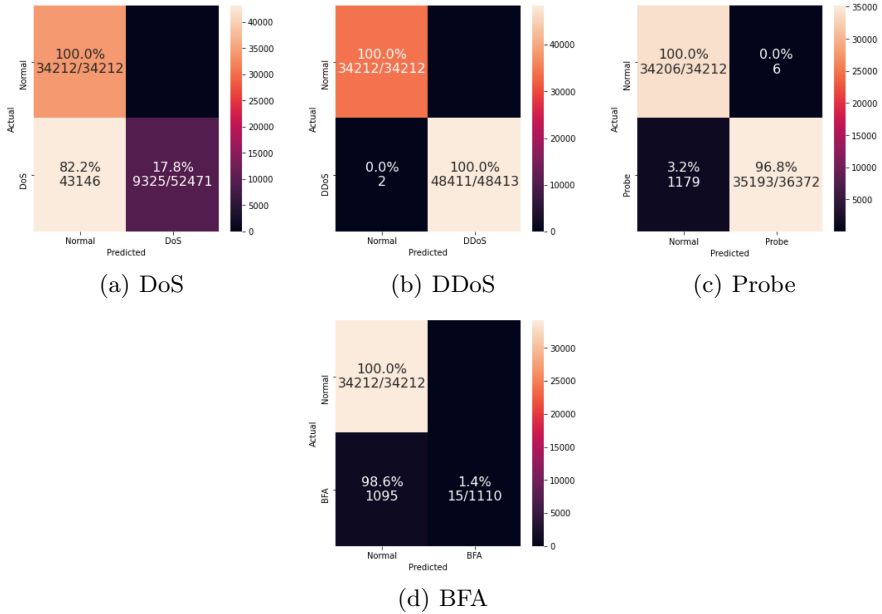 100.0%
34212/34212
82.2%
43146
17.8%
9325/52471
Normal
DoS
Actual
Normal
DoS
Predicted
40000
35000
30000
25000
20000
15000
10000
5000
0
(a) DoS
100.0%
34212/34212
0.0%
2
100.0%
48411/48413
Normal
DDoS
Actual
Normal
DDoS
Predicted
40000
30000
20000
10000
0
(b) DDoS
100.0%
34206/34212
0.0%
6
3.2%
1179
96.8%
35193/36372
Normal
Probe
Actual
Normal
Probe
Predicted
35000
30000
25000
20000
15000
10000
5000
(c) Probe
100.0%
34212/34212
98.6%
1095
1.4%
15/1110
Normal
BFA
Actual
Normal
BFA
Predicted
30000
25000
20000
15000
10000
5000
0
(d) BFA